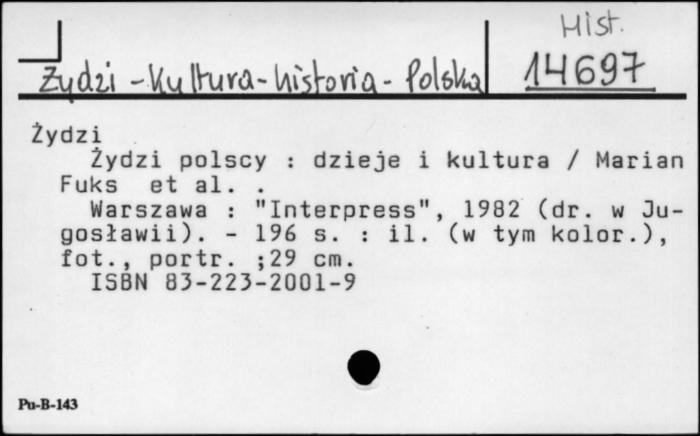 Hist.
Żydzi - Kultura - historia - Polska
14697
Żydzi
Żydzi polscy : dzieje i kultura / Marian
Fuks et al. .
Warszawa : "Interpress", 1982 (dr. w Ju-
gosławii). - 196 s. : il. (w tym kolor.),
fot., portr. ;29 cm.
ISBN 83-223-2001-9
Pu-B-143